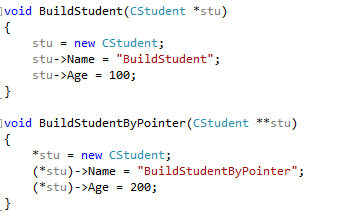 void BuildStudent(CStudent *stu)
{
    stu = new CStudent;
    stu->Name = "BuildStudent";
    stu->Age = 100;
}
void BuildStudentByPointer(CStudent **stu)
{
    *stu = new CStudent;
    (*stu)->Name = "BuildStudentByPointer";
    (*stu)->Age = 200;
}